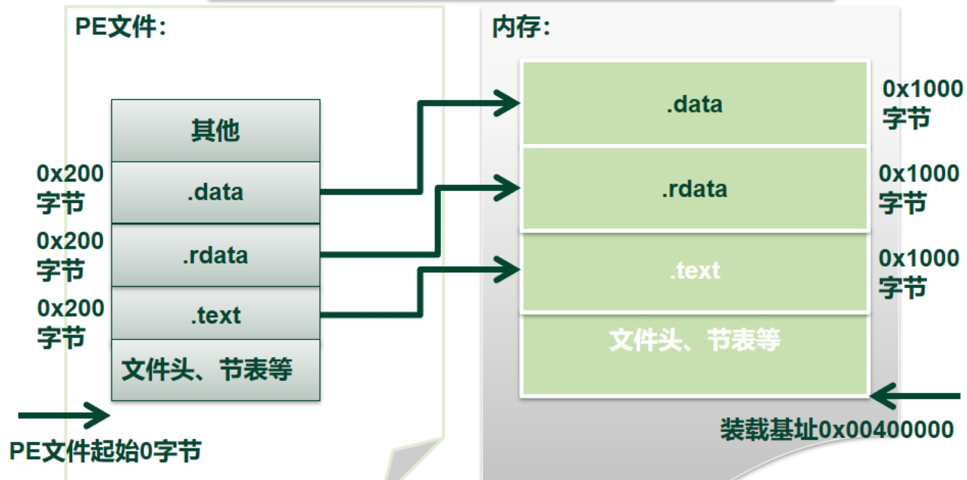 PE文件：
其他
0x200
字节
.data
0x200
字节
.rdata
0x200
字节
.text
文件头、节表等
PE文件起始0字节
内存：
.data
0x1000
字节
.rdata
0x1000
字节
.text
0x1000
字节
文件头、节表等
装载基址0x00400000